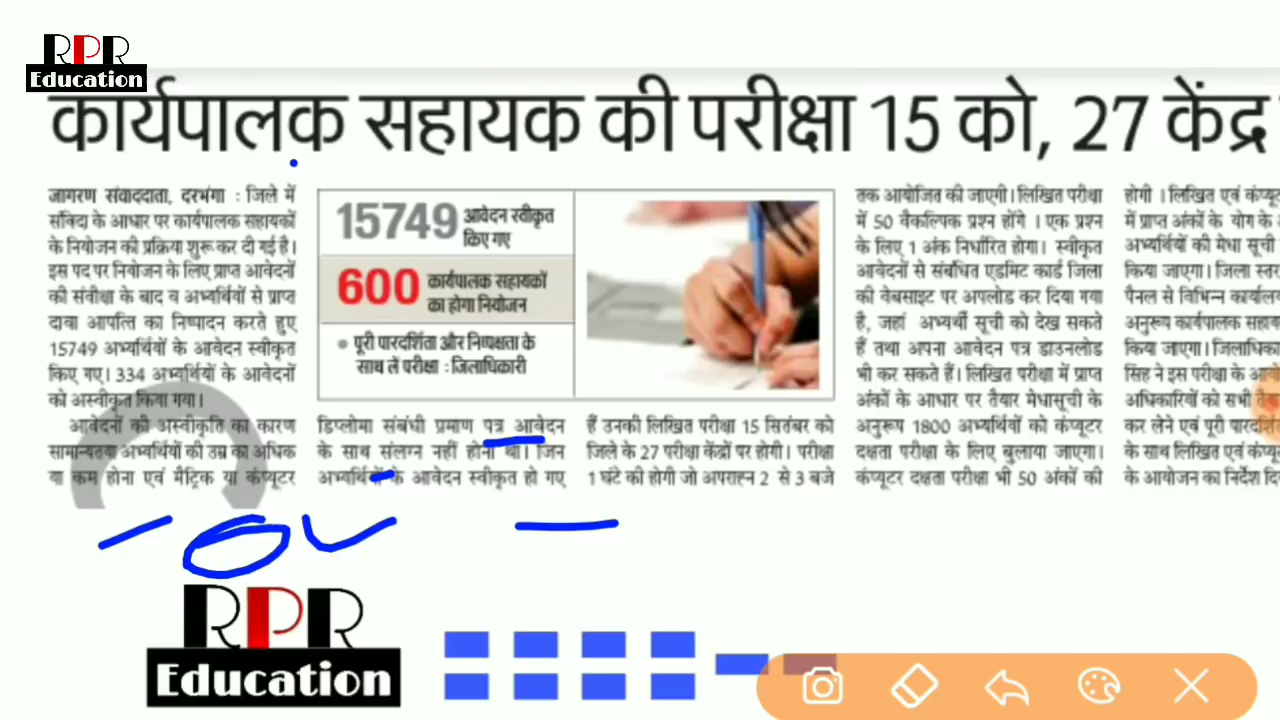 RPR
Education
कार्यपालक सहायक की परीक्षा 15 को, 27 केंद्र
जागरण संवाददाता, दरभंगा : जिले में
संविदा के आधार पर कार्यपालक सहायकों
के नियोजन की प्रक्रिया शुरू कर दी गई है।
इस पद पर नियोजन के लिए प्राप्त आवेदनों
की संवीक्षा के बाद व अभ्यर्थियों से प्राप्त
दावा आपत्ति का निष्पादन करते हुए
15749 अभ्यर्थियों के आवेदन स्वीकृत
किए गए। 334 अभ्यर्थियों के आवेदनों
को अस्वीकृत किया गया।
आवेदनों की अस्वीकृति का कारण
सामान्यतया अभ्यर्थियों की उम्र का अधिक
या कम होना एवं मैट्रिक या कंप्यूटर
15749 आवेदन स्वीकृत
किए गए
600 कार्यपालक सहायकों
का होगा नियोजन
● पूरी पारदर्शिता और निष्पक्षता के
साथ लें परीक्षा : जिलाधिकारी
डिप्लोमा संबंधी प्रमाण पत्र आवेदन
के साथ संलग्न नहीं होना था। जिन
अभ्यर्थियों के आवेदन स्वीकृत हो गए
हैं उनकी लिखित परीक्षा 15 सितंबर को
जिले के 27 परीक्षा केंद्रों पर होगी। परीक्षा
1 घंटे की होगी जो अपराह्न 2 से 3 बजे
तक आयोजित की जाएगी। लिखित परीक्षा
में 50 वैकल्पिक प्रश्न होंगे । एक प्रश्न
के लिए 1 अंक निर्धारित होगा। स्वीकृत
आवेदनों से संबंधित एडमिट कार्ड जिला
की वेबसाइट पर अपलोड कर दिया गया
है, जहां अभ्यर्थी सूची को देख सकते
हैं तथा अपना आवेदन पत्र डाउनलोड
भी कर सकते हैं। लिखित परीक्षा में प्राप्त
अंकों के आधार पर तैयार मेधासूची के
अनुरूप 1800 अभ्यर्थियों को कंप्यूटर
दक्षता परीक्षा के लिए बुलाया जाएगा।
कंप्यूटर दक्षता परीक्षा भी 50 अंकों की
होगी । लिखित एवं कंप्यू
में प्राप्त अंकों के योग के
अभ्यर्थियों की मेधा सूची
किया जाएगा। जिला स्तर
पैनल से विभिन्न कार्याल
अनुरूप कार्यपालक सहा
किया जाएगा। जिलाधिका
सिंह ने इस परीक्षा के आयो
अधिकारियों को सभी तैया
कर लेने एवं पूरी पारदर्शि
के साथ लिखित एवं कंप्यू
के आयोजन का निर्देश दि
RPR
Education